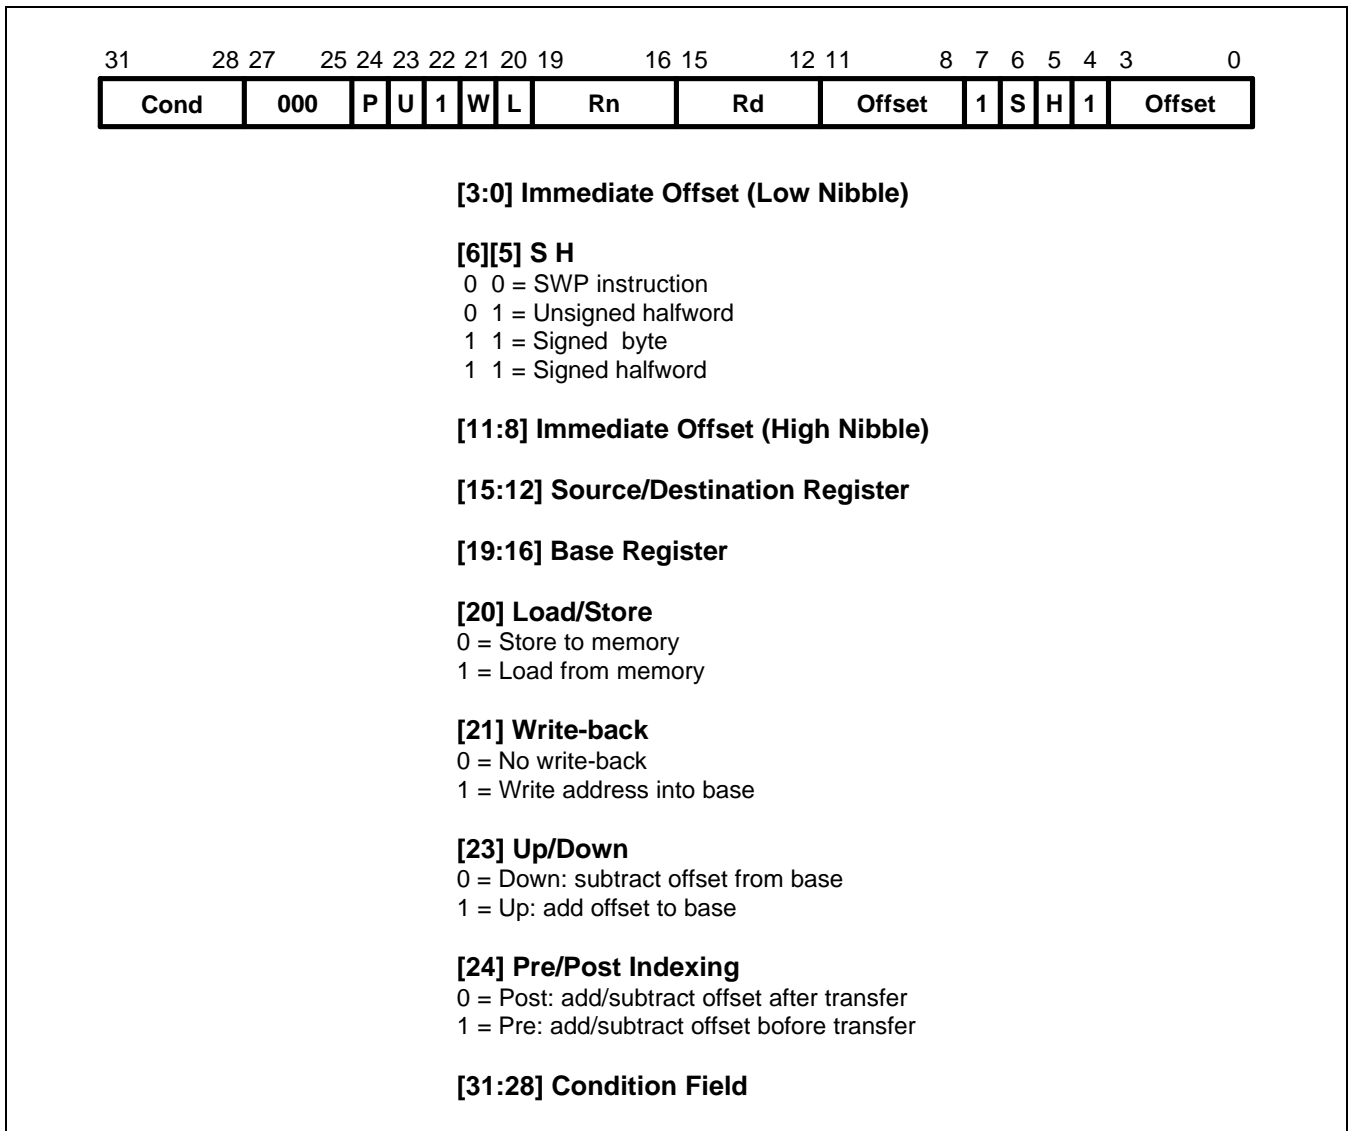 31 28 27 25 24 23 22 21 20 19 16 15 12 11 8 7 6 5 4 3 0
Cond 000 P U 1 W L Rn Rd Offset 1 S H 1 Offset
[3:0] Immediate Offset (Low Nibble)
[6][5] S H
0 0 = SWP instruction
0 1 = Unsigned halfword
1 1 = Signed byte
1 1 = Signed halfword
[11:8] Immediate Offset (High Nibble)
[15:12] Source/Destination Register
[19:16] Base Register
[20] Load/Store
0 = Store to memory
1 = Load from memory
[21] Write-back
0 = No write-back
1 = Write address into base
[23] Up/Down
0 = Down: subtract offset from base
1 = Up: add offset to base
[24] Pre/Post Indexing
0 = Post: add/subtract offset after transfer
1 = Pre: add/subtract offset bofore transfer
[31:28] Condition Field